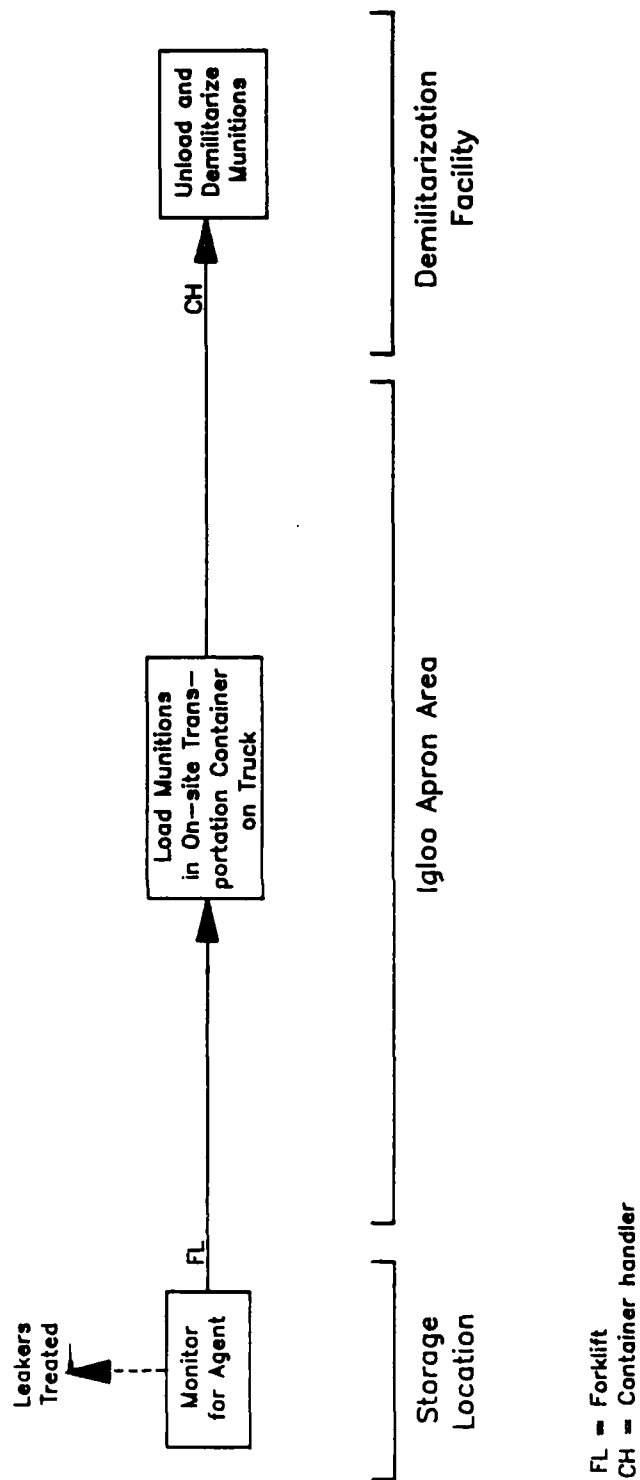 Leakers
Treated
Monitor
for Agent
FL
Load Munitions
in On-site Trans-
portation Container
on Truck
CH
Unload and
Demilitarize
Munitions
Storage
Location
Igloo Apron Area
Demilitarization
Facility
FL = Forklift
CH = Container handler